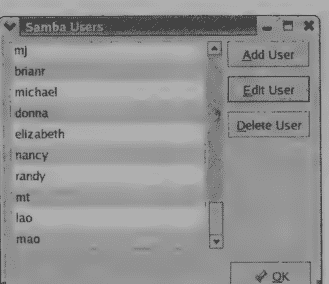 Samba Users
mj
brianr
michael
donna
elizabeth
nancy
randy
mt
lao
mao
Add User
Edit User
Delete User
OK